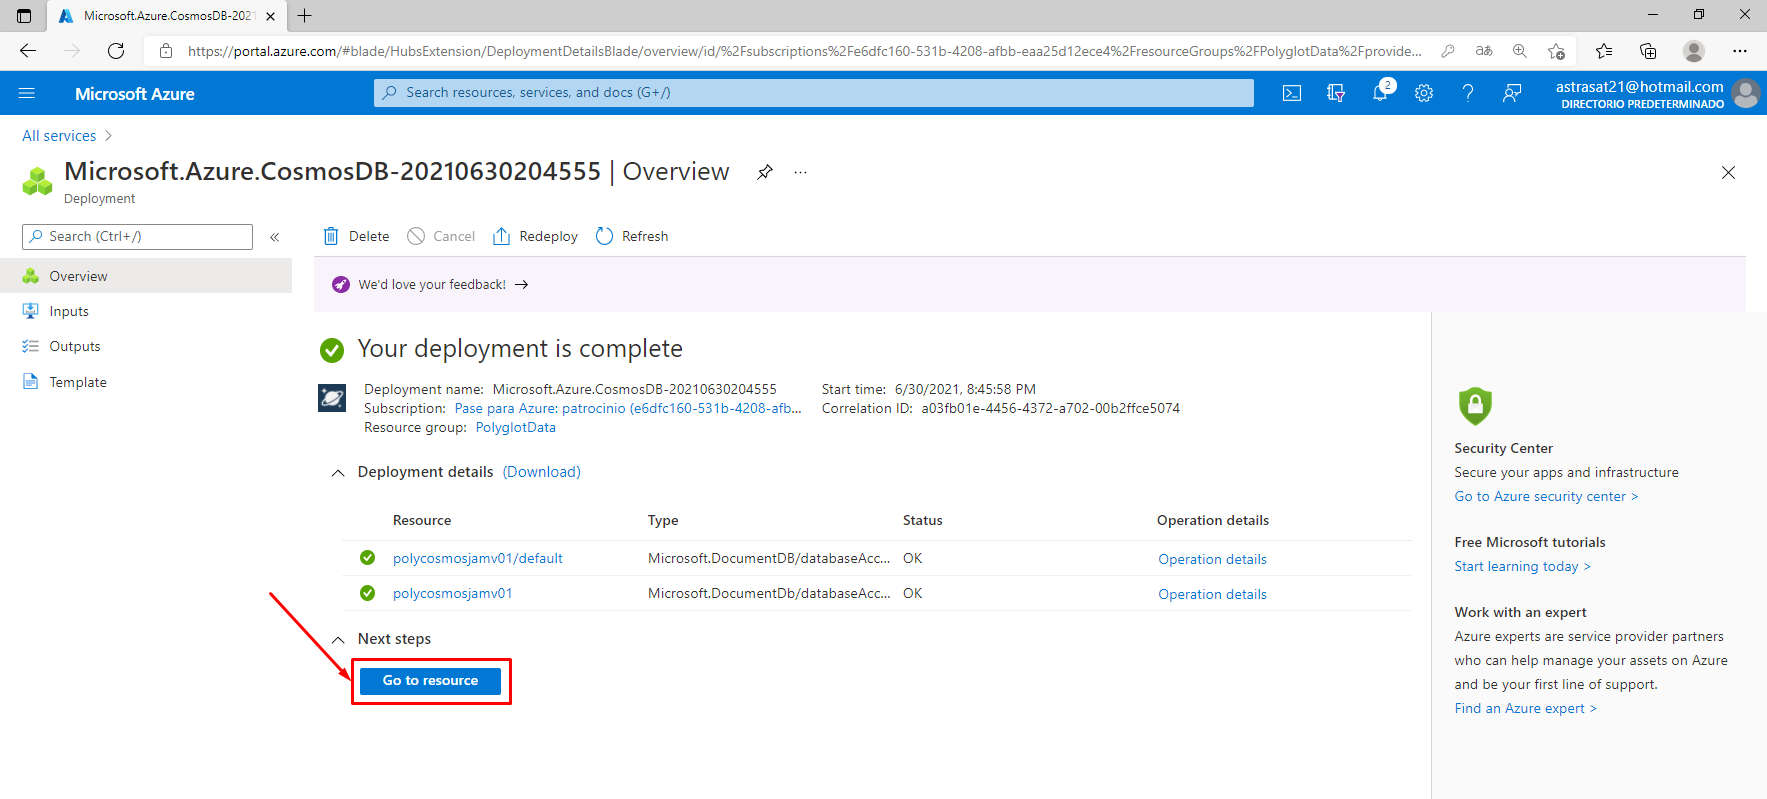 Microsoft.Azure.CosmosDB-2021
https://portal.azure.com/#blade/HubsExtension/DeploymentDetailsBlade/overview/id/%2Fsubscriptions%2Fe6dfc160-531b-4208-afbb-eaa25d12ece4%2FresourceGroups%2FPolyglotData%2Fprovide...
Microsoft Azure
Search resources, services, and docs (G+/)
2
astrasat21@hotmail.com
DIRECTORIO PREDETERMINADO
All services >
Microsoft.Azure.CosmosDB-20210630204555 | Overview
Deployment
Search (Ctrl+/)
Delete Cancel Redeploy Refresh
Overview
Inputs
Outputs
Template
We'd love your feedback! →
Your deployment is complete
Deployment name: Microsoft.Azure.CosmosDB-20210630204555
Subscription: Pase para Azure: patrocinio (e6dfc160-531b-4208-afb...
Resource group: PolyglotData
Start time: 6/30/2021, 8:45:58 PM
Correlation ID: a03fb01e-4456-4372-a702-00b2ffce5074
Deployment details (Download)
Resource Type Status Operation details
polycosmosjamv01/default Microsoft.DocumentDB/databaseAcc... OK Operation details
polycosmosjamv01 Microsoft.DocumentDb/databaseAcc... OK Operation details
Next steps
Go to resource
Security Center
Secure your apps and infrastructure
Go to Azure security center >
Free Microsoft tutorials
Start learning today >
Work with an expert
Azure experts are service provider partners
who can help manage your assets on Azure
and be your first line of support.
Find an Azure expert >